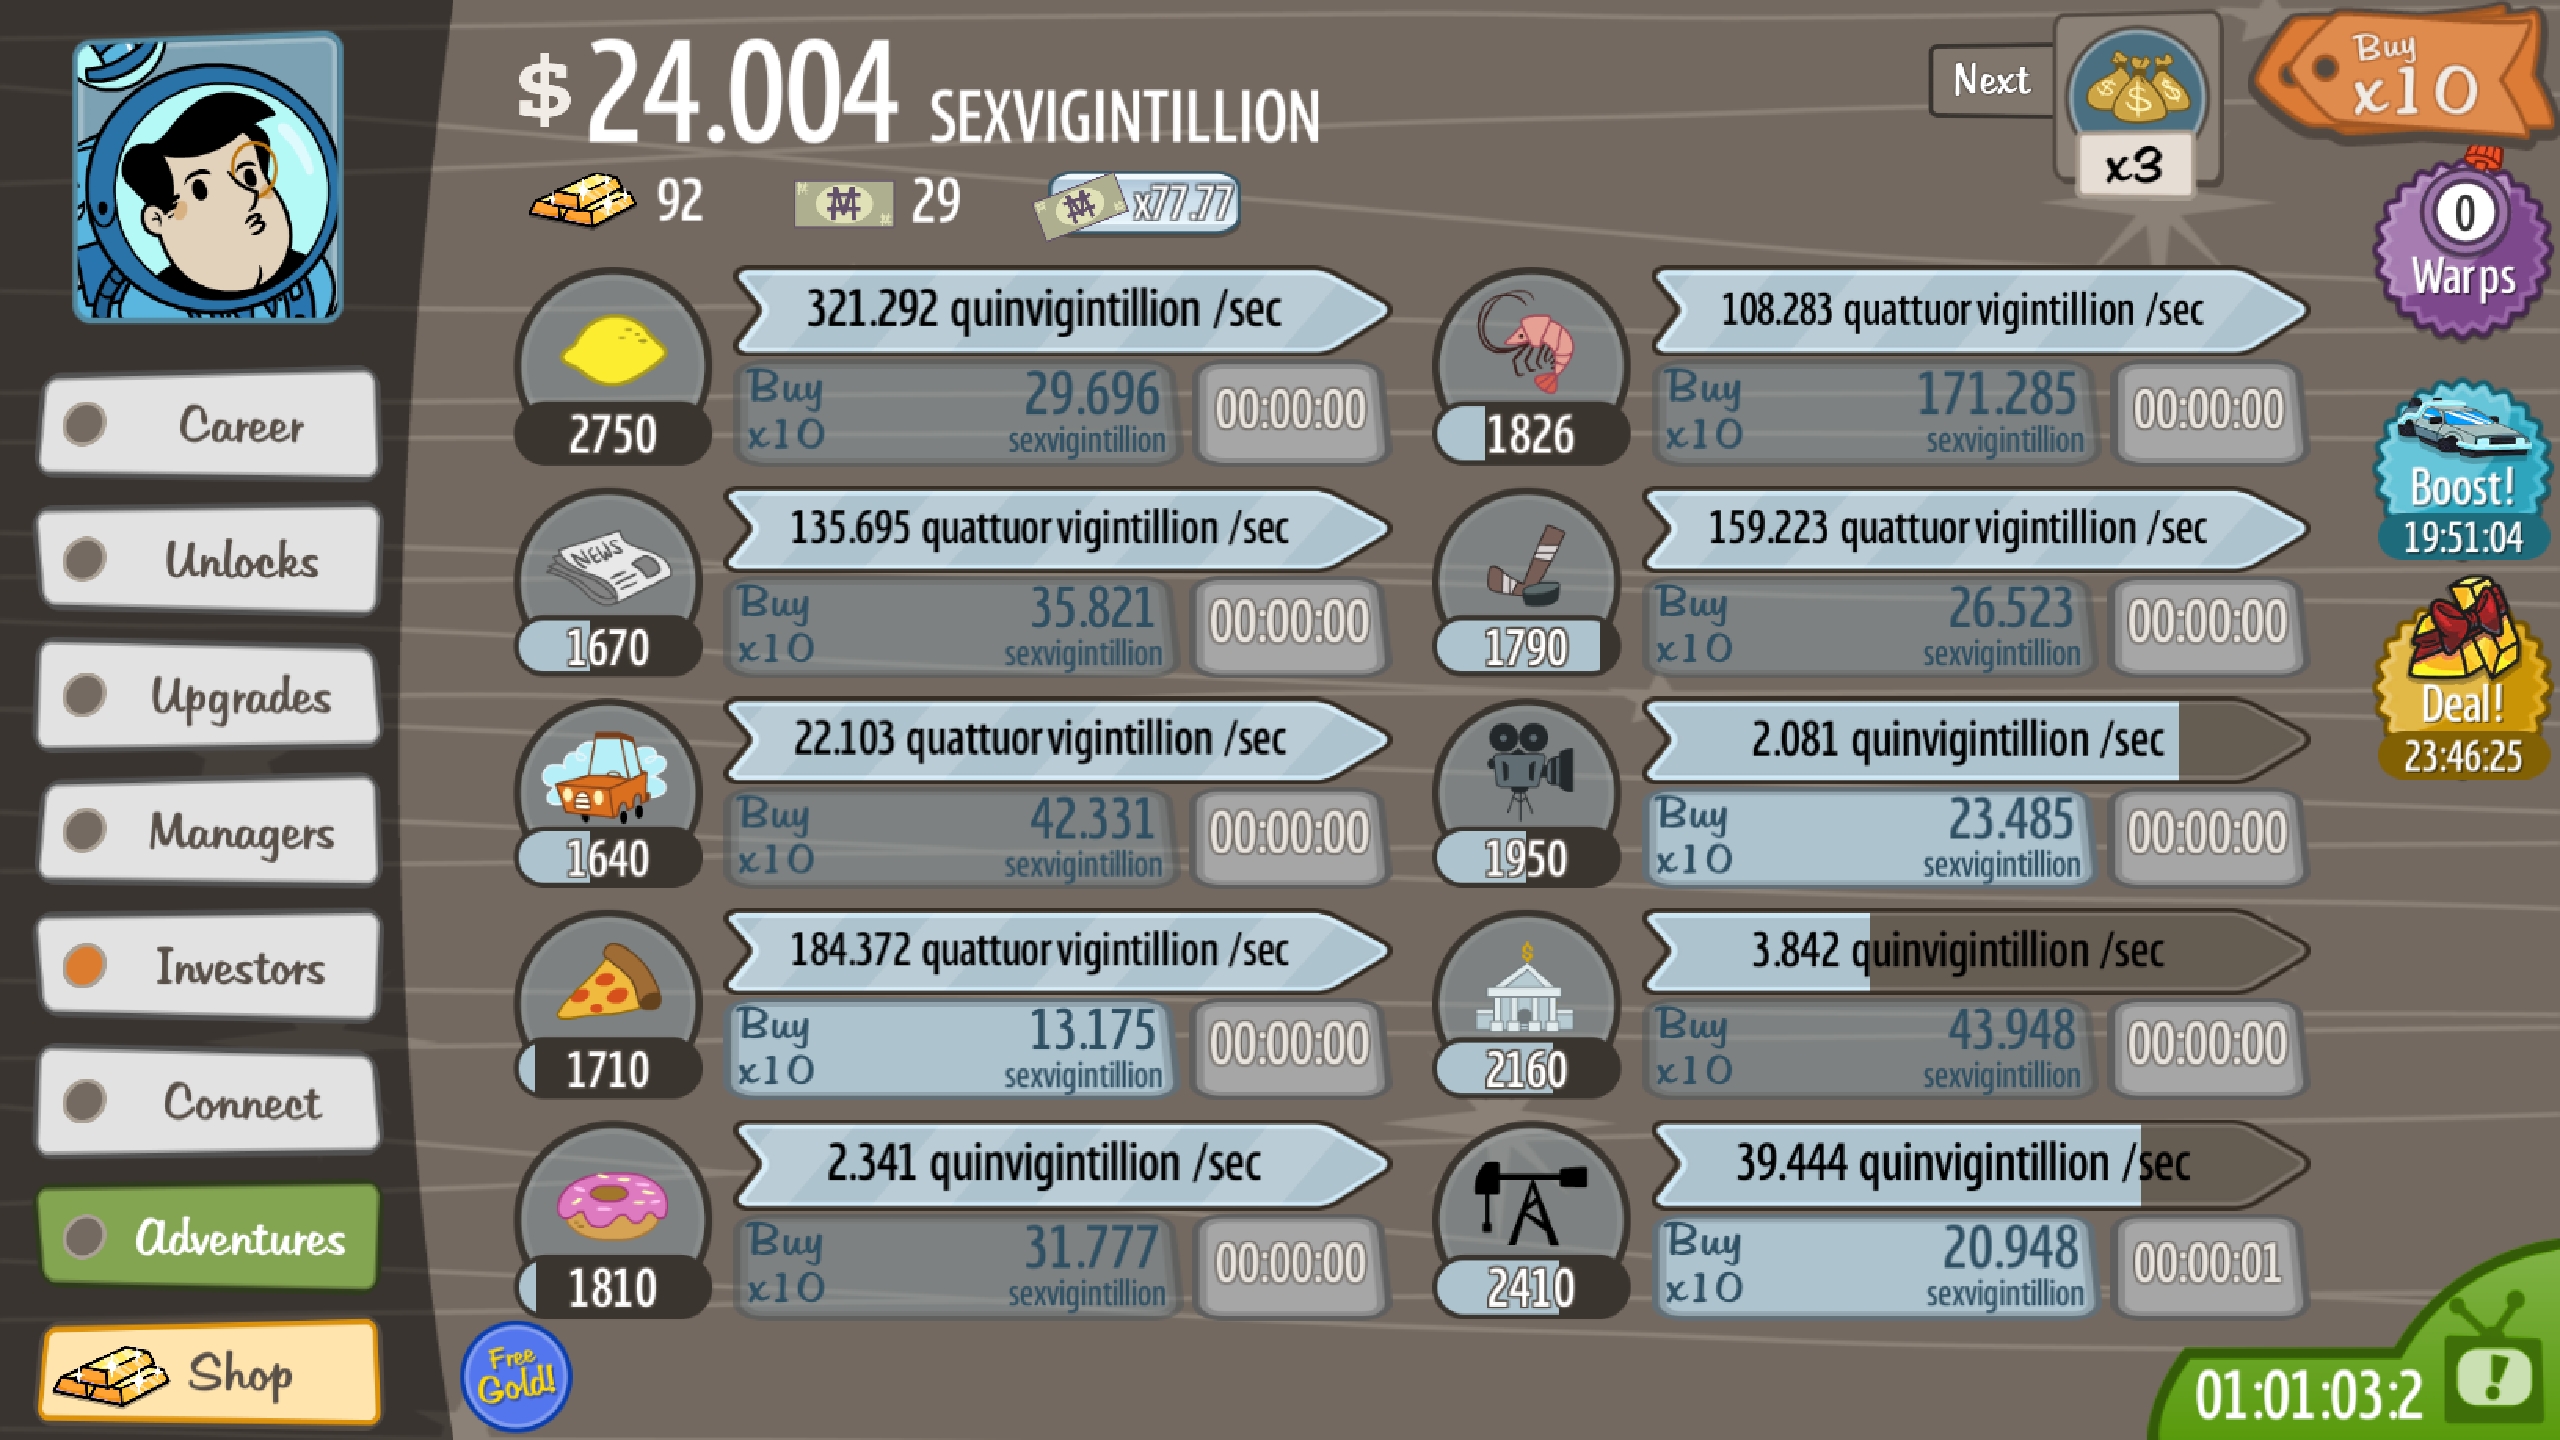 $24.004 SEXVIGINTILLION
92
29
x77.77
Next
x3
Buy
x10
0
Warps
Boost!
19:51:04
Deal!
23:46:25
Career
Unlocks
Upgrades
Managers
Investors
Connect
Adventures
Shop
321.292 quinvigintillion /sec
2750
Buy
x10
29.696
sexvigintillion
00:00:00
NEWS
135.695 quattuorvigintillion /sec
1670
Buy
x10
35.821
sexvigintillion
00:00:00
22.103 quattuorvigintillion /sec
1640
Buy
x10
42.331
sexvigintillion
00:00:00
184.372 quattuorvigintillion /sec
1710
Buy
x10
13.175
sexvigintillion
00:00:00
2.341 quinvigintillion /sec
1810
Buy
x10
31.777
sexvigintillion
00:00:00
108.283 quattuorvigintillion /sec
1826
Buy
x10
171.285
sexvigintillion
00:00:00
159.223 quattuorvigintillion /sec
1790
Buy
x10
26.523
sexvigintillion
00:00:00
2.081 quinvigintillion /sec
1950
Buy
x10
23.485
sexvigintillion
00:00:00
3.842 quinvigintillion /sec
2160
Buy
x10
43.948
sexvigintillion
00:00:00
39.444 quinvigintillion /sec
2410
Buy
x10
20.948
sexvigintillion
00:00:01
Free
Gold!
01:01:03:2